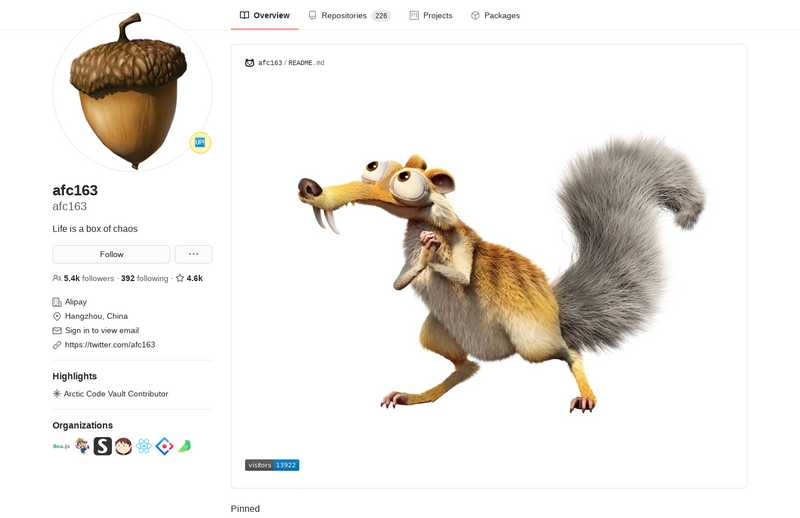 Overview
Repositories 226
Projects
Packages
afc163/README.md
UP!
afc163
afc163
Life is a box of chaos
Follow
...
5.4k followers · 392 following · 4.6k
Alipay
Hangzhou, China
Sign in to view email
https://twitter.com/afc163
Highlights
Arctic Code Vault Contributor
Organizations
S
visitors 13922
Pinned